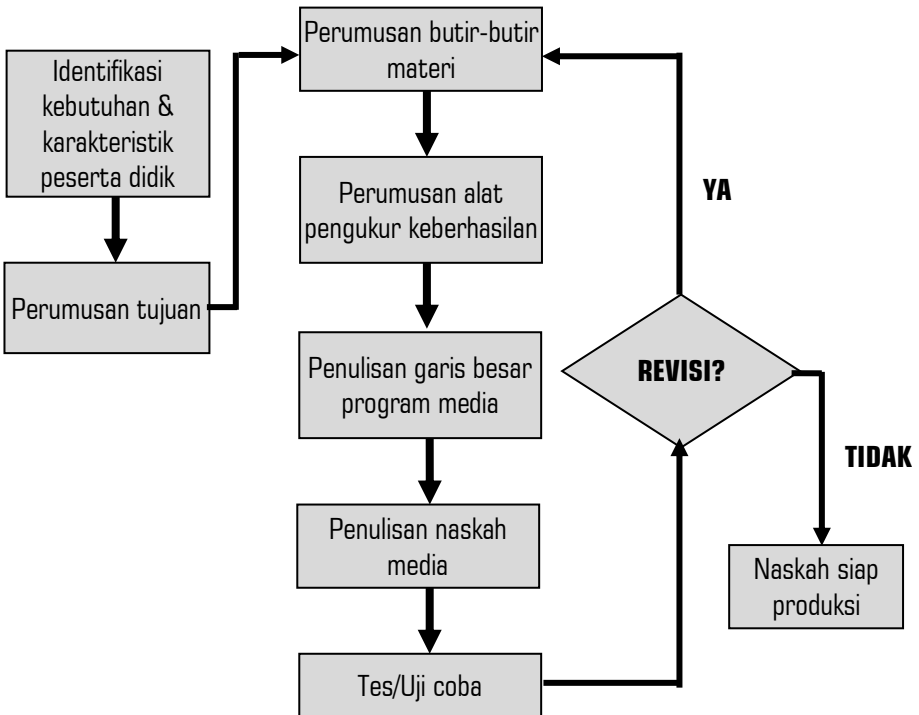 Identifikasi
kebutuhan &
karakteristik
peserta didik
Perumusan tujuan
Perumusan butir-butir
materi
Perumusan alat
pengukur keberhasilan
Penulisan garis besar
program media
Penulisan naskah
media
Tes/Uji coba
REVISI?
YA
TIDAK
Naskah siap
produksi